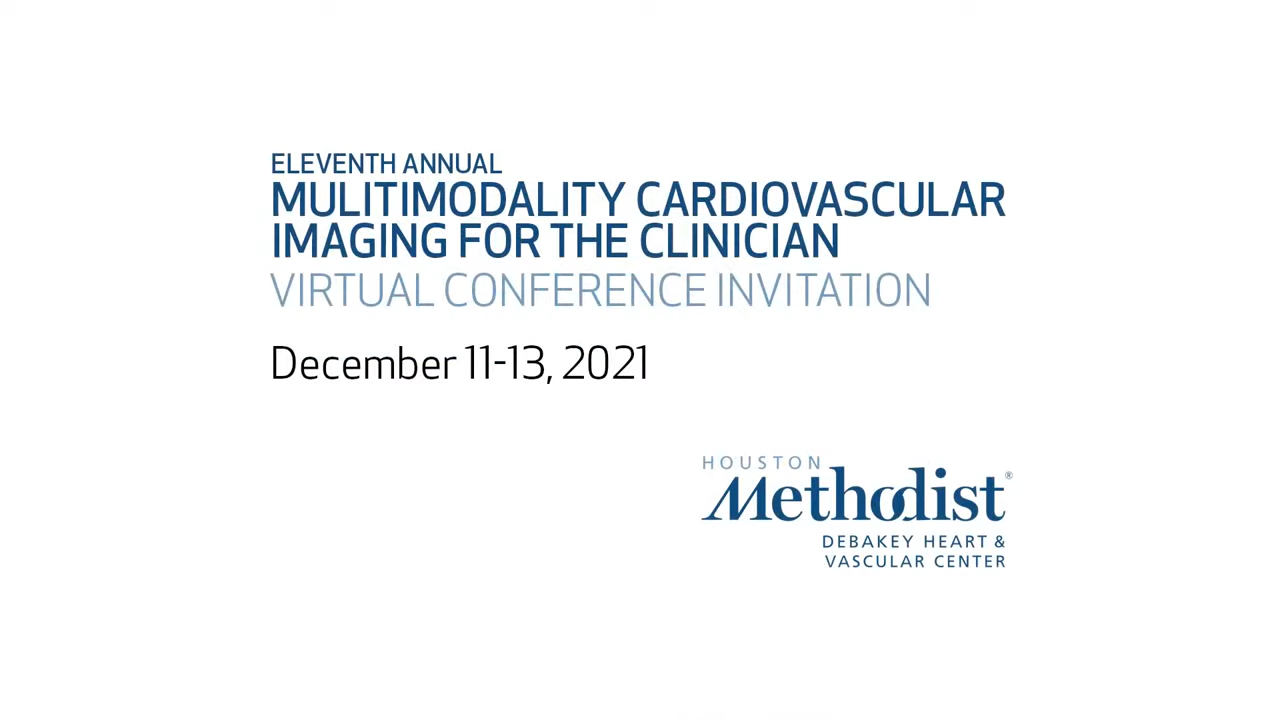 ELEVENTH ANNUAL
MULITIMODALITY CARDIOVASCULAR
IMAGING FOR THE CLINICIAN
VIRTUAL CONFERENCE INVITATION
December 11-13, 2021
HOUSTON
Methodist®
DEBAKEY HEART &
VASCULAR CENTER